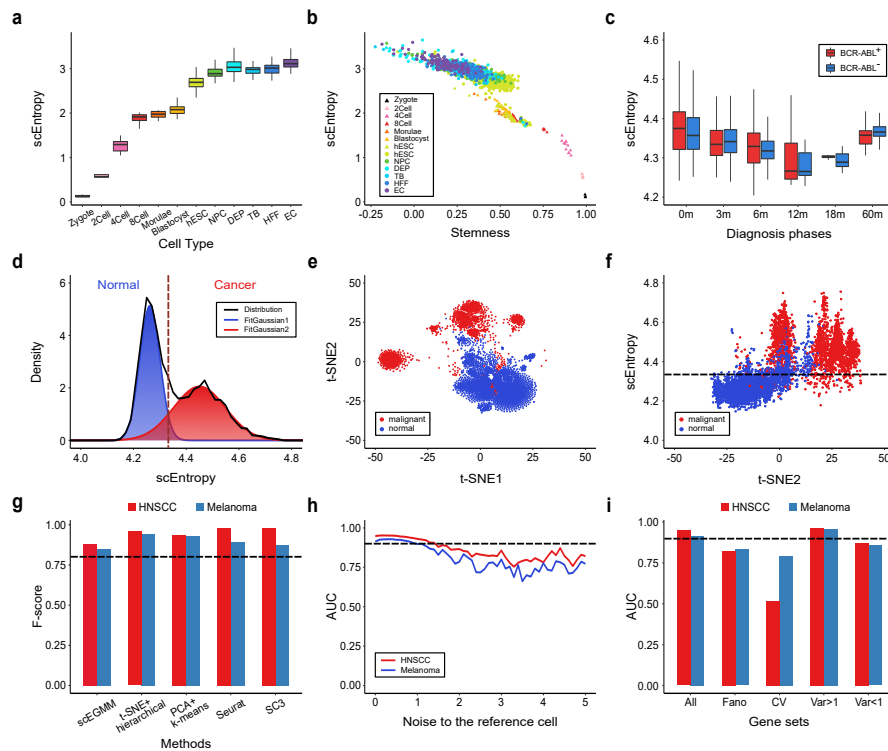 a
scEntropy
3
2
1
0
Zygote
2Cell
4Cell
8Cell
Morulae
Blastocyst
hESC
NPC
DEP
TB
HFF
EC
Cell Type
b
scEntropy
3
2
1
0
Zygote
2Cell
4Cell
8Cell
Morulae
Blastocyst
hESC
hESC
NPC
DEP
TB
HFF
EC
-0.25
0.00
0.25
0.50
0.75
1.00
Stemness
c
scEntropy
4.6
4.5
4.4
4.3
4.2
BCR-ABL+
BCR-ABL-
0m
3m
6m
12m
18m
60m
Diagnosis phases
d
Density
6
4
2
0
Normal
Cancer
Distribution
FitGaussian1
FitGaussian2
4.0
4.2
4.4
4.6
4.8
scEntropy
e
t-SNE2
50
25
0
-25
-50
malignant
normal
-50
-25
0
25
50
t-SNE1
f
scEntropy
4.8
4.6
4.4
4.2
4.0
malignant
normal
-50
-25
0
25
50
t-SNE2
g
HNSCC
Melanoma
F-score
1.00
0.75
0.50
0.25
0.00
scEGMM
t-SNE+
hierarchical
PCA+
k-means
Seurat
SC3
Methods
h
AUC
1.00
0.75
0.50
0.25
0.00
HNSCC
Melanoma
0
1
2
3
4
5
Noise to the reference cell
i
HNSCC
Melanoma
AUC
1.00
0.75
0.50
0.25
0.00
All
Fano
CV
Var>1
Var<1
Gene sets